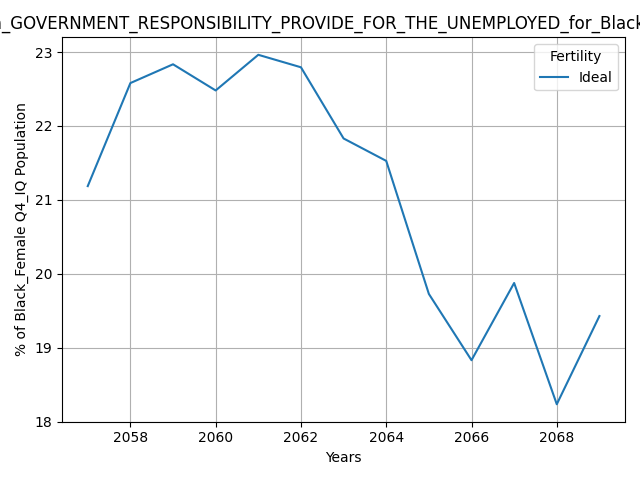 GOVERNMENT_RESPONSIBILITY_PROVIDE_FOR_THE_UNEMPLOYED_for_Black
Fertility
Ideal
% of Black_Female Q4_IQ Population
23
22
21
20
19
18
2058 2060 2062 2064 2066 2068
Years